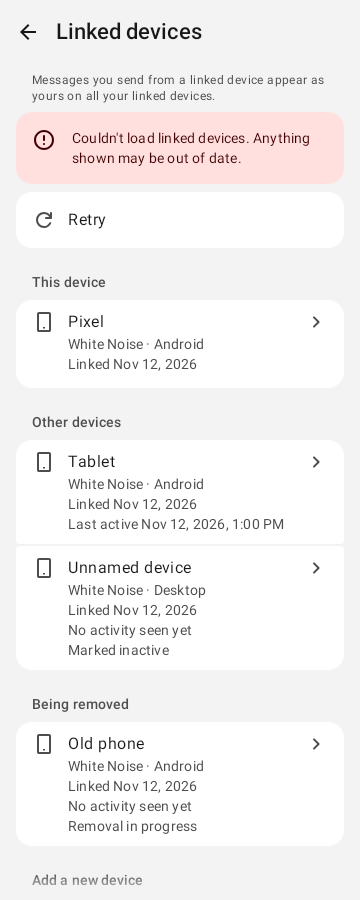 Linked devices
Messages you send from a linked device appear as
yours on all your linked devices.
Couldn't load linked devices. Anything
shown may be out of date.
Retry
This device
Pixel
White Noise · Android
Linked Nov 12, 2026
Other devices
Tablet
White Noise · Android
Linked Nov 12, 2026
Last active Nov 12, 2026, 1:00 PM
Unnamed device
White Noise · Desktop
Linked Nov 12, 2026
No activity seen yet
Marked inactive
Being removed
Old phone
White Noise · Android
Linked Nov 12, 2026
No activity seen yet
Removal in progress
Add a new device